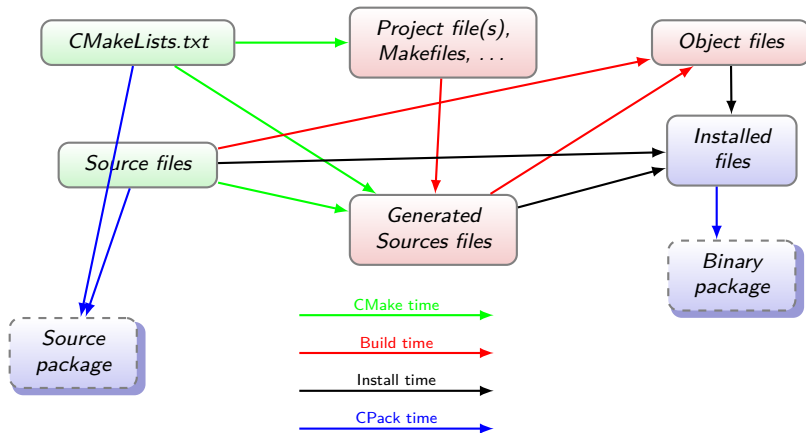 CMakeLists.txt
Project file(s),
Makefiles, . . .
Object files
Source files
Installed
files
Generated
Sources files
Binary
package
Source
package
CMake time
Build time
Install time
CPack time